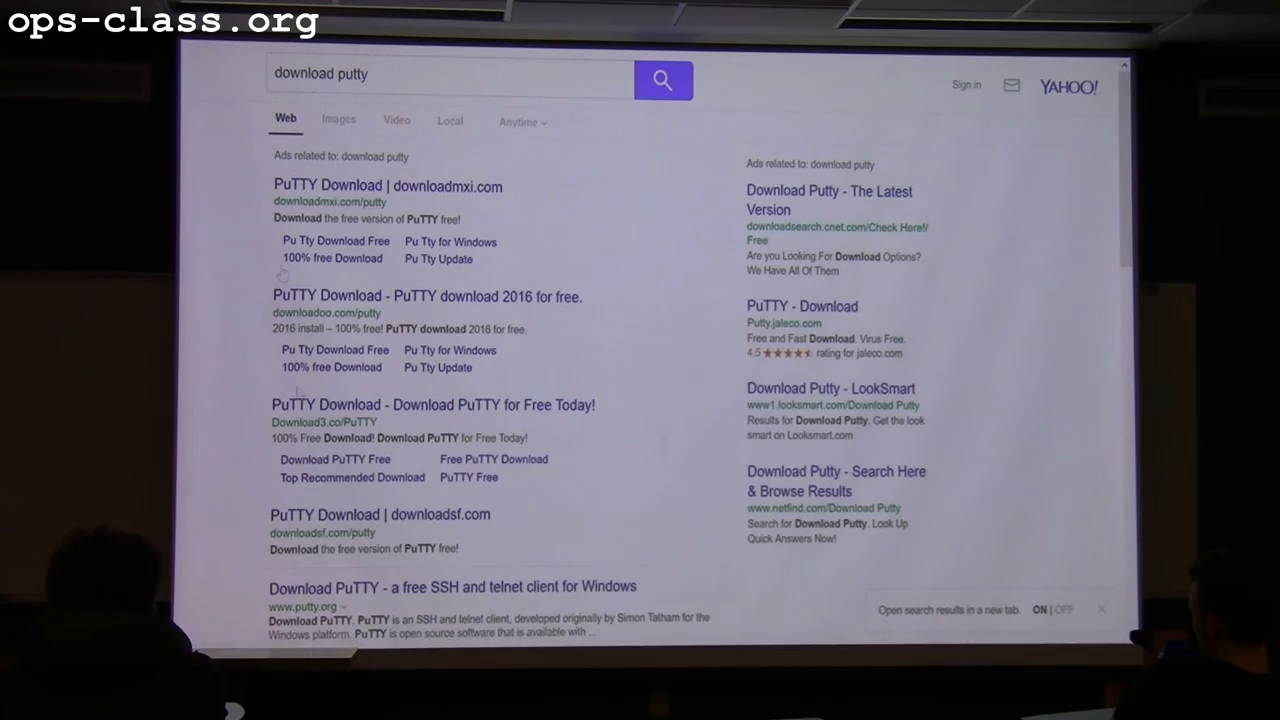 ops-class.org
download putty
Sign in
YAHOO!
Web Images Video Local Anytime
Ads related to: download putty
PuTTY Download | downloadmxi.com
downloadmxi.com/putty
Download the free version of PuTTY free!
Pu Tty Download Free Pu Tty for Windows
100% free Download Pu Tty Update
PuTTY Download - PuTTY download 2016 for free.
downloadoo.com/putty
2016 install – 100% free! PuTTY download 2016 for free.
Pu Tty Download Free Pu Tty for Windows
100% free Download Pu Tty Update
PuTTY Download - Download PuTTY for Free Today!
Download3.co/PuTTY
100% Free Download! Download PuTTY for Free Today!
Download PuTTY Free Free PuTTY Download
Top Recommended Download PuTTY Free
PuTTY Download | downloadsf.com
downloadsf.com/putty
Download the free version of PuTTY free!
Download PuTTY - a free SSH and telnet client for Windows
www.putty.org
Download PuTTY. PuTTY is an SSH and telnet client, developed originally by Simon Tatham for the
Windows platform. PuTTY is open source software that is available with ...
Ads related to: download putty
Download Putty - The Latest
Version
downloadsearch.cnet.com/Check Here!/
Free
Are you Looking For Download Options?
We Have All Of Them
PuTTY - Download
Putty.jaleco.com
Free and Fast Download. Virus Free.
4.5 ★★★★★ rating for jaleco.com
Download Putty - LookSmart
www1.looksmart.com/Download Putty
Results for Download Putty. Get the look
smart on Looksmart.com
Download Putty - Search Here
& Browse Results
www.netfind.com/Download Putty
Search for Download Putty. Look Up
Quick Answers Now!
Open search results in a new tab. ON | OFF